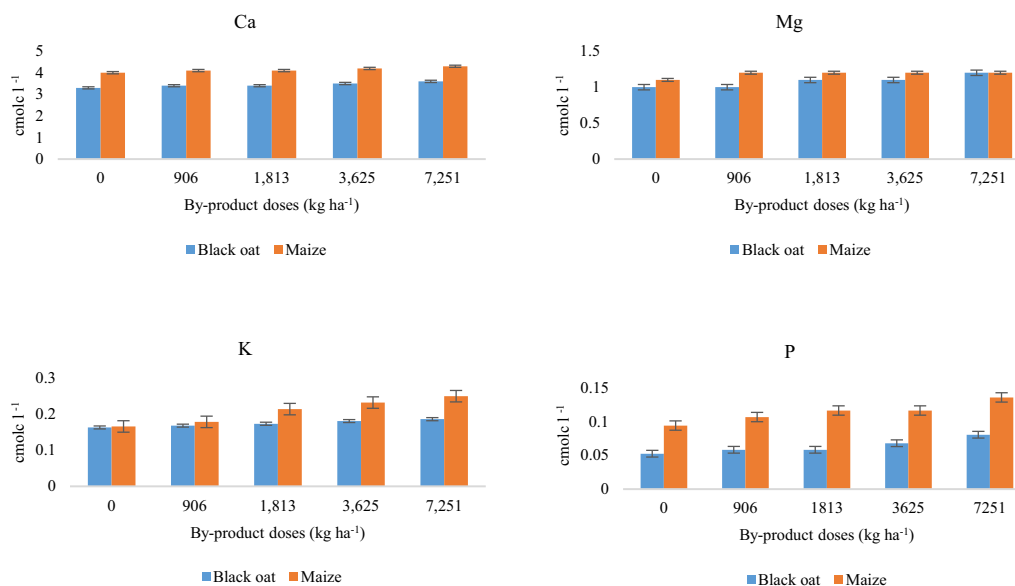 Ca
cmolc l ⁻¹
5
4
3
2
1
0
0 906 1,813 3,625 7,251
By-product doses (kg ha⁻¹)
Black oat Maize
Mg
cmolc l ⁻¹
1.5
1
0.5
0
0 906 1,813 3,625 7,251
By-product doses (kg ha⁻¹)
Black oat Maize
K
cmolc l ⁻¹
0.3
0.2
0.1
0
0 906 1,813 3,625 7,251
By-product doses (kg ha⁻¹)
Black oat Maize
P
cmolc l ⁻¹
0.15
0.1
0.05
0
0 906 1813 3625 7251
By-product doses (kg ha⁻¹)
Black oat Maize